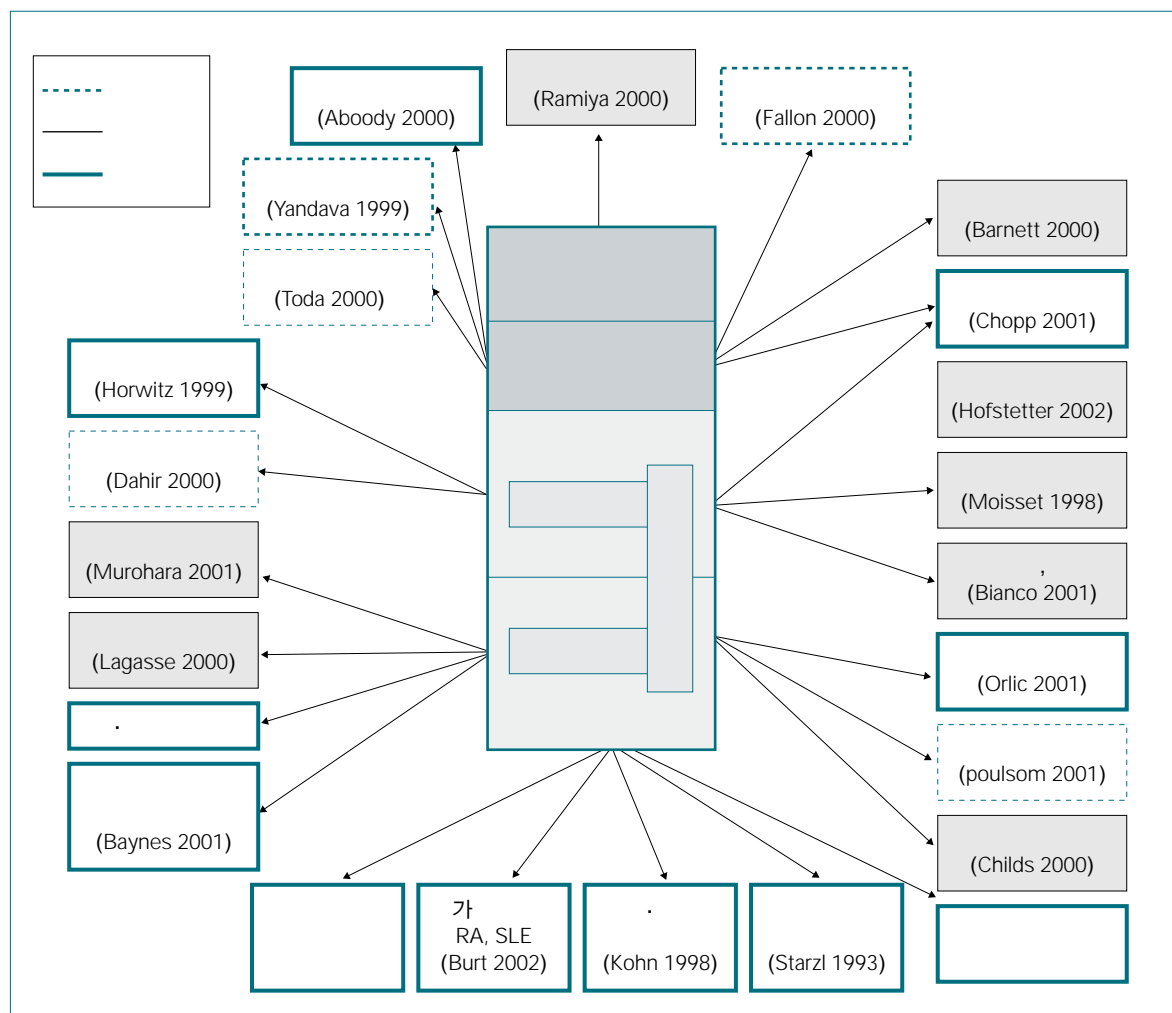 (Aboody 2000)
(Ramiya 2000)
(Fallon 2000)
(Yandava 1999)
(Toda 2000)
(Barnett 2000)
(Chopp 2001)
(Horwitz 1999)
(Hofstetter 2002)
(Dahir 2000)
(Moisset 1998)
(Murohara 2001)
,
(Bianco 2001)
(Lagasse 2000)
(Orlic 2001)
.
(poulsom 2001)
(Baynes 2001)
(Childs 2000)
가
RA, SLE
(Burt 2002)
.
(Kohn 1998)
(Starzl 1993)